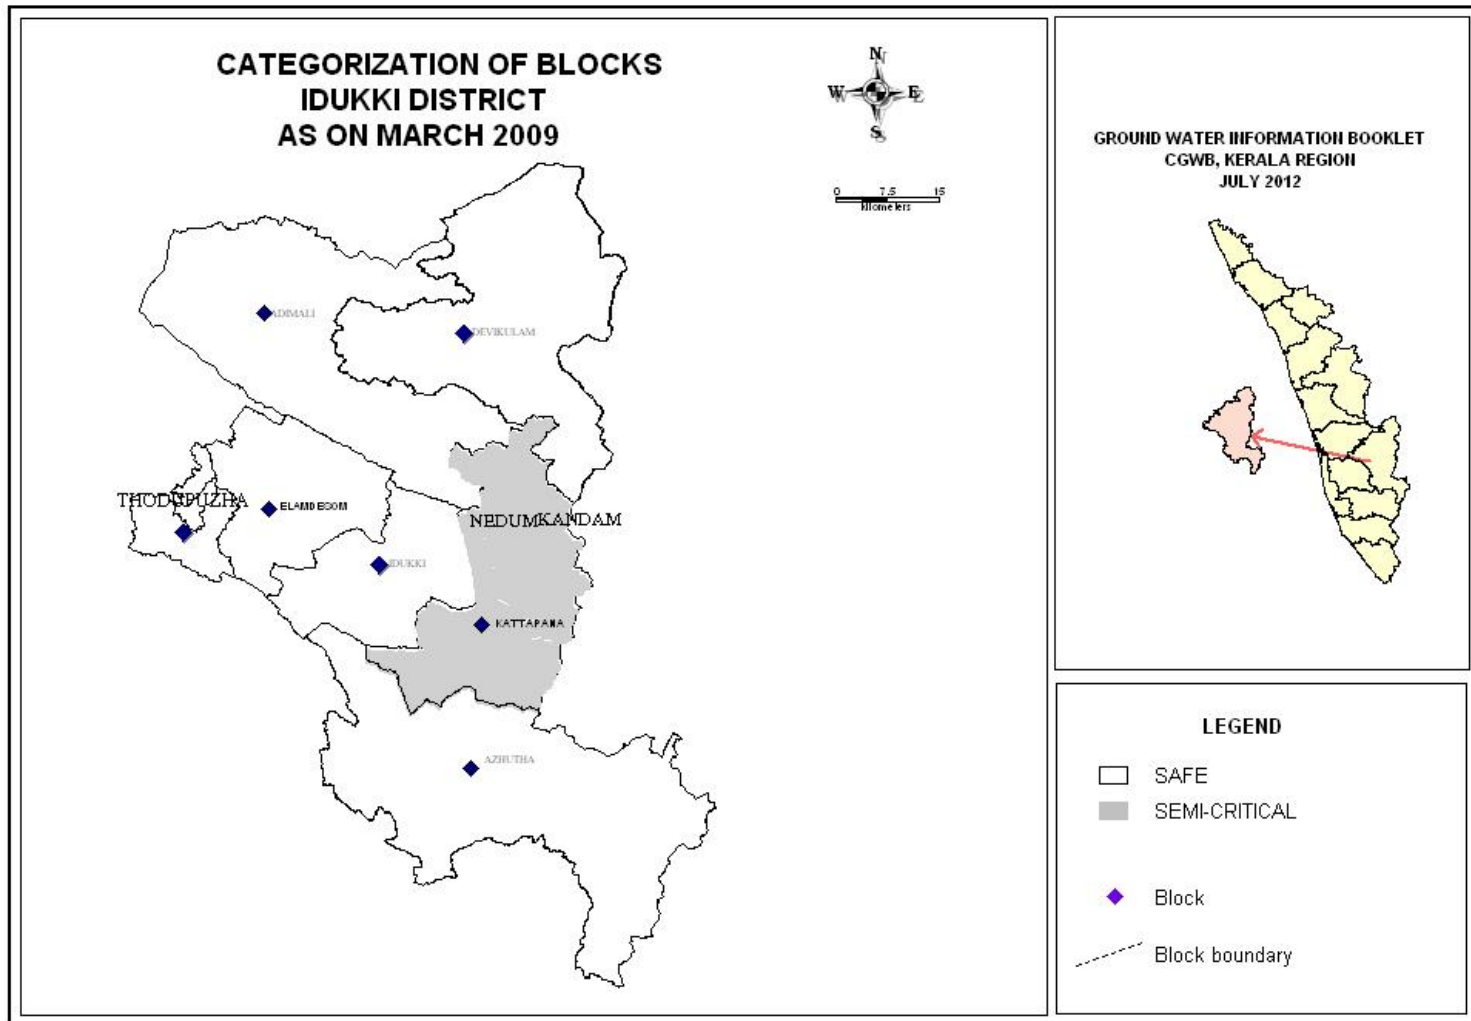 CATEGORIZATION OF BLOCKS
IDUKKI DISTRICT
AS ON MARCH 2009
N
W E
S
0 7.5 15
kilometers
ADIMALI
DEVIKULAM
THODUPUZHA
ELAMDESOM
NEDUMKANDAM
IDUKKI
KATTAPANA
AZHUTHA
GROUND WATER INFORMATION BOOKLET
CGWB, KERALA REGION
JULY 2012
LEGEND
SAFE
SEMI-CRITICAL
Block
Block boundary